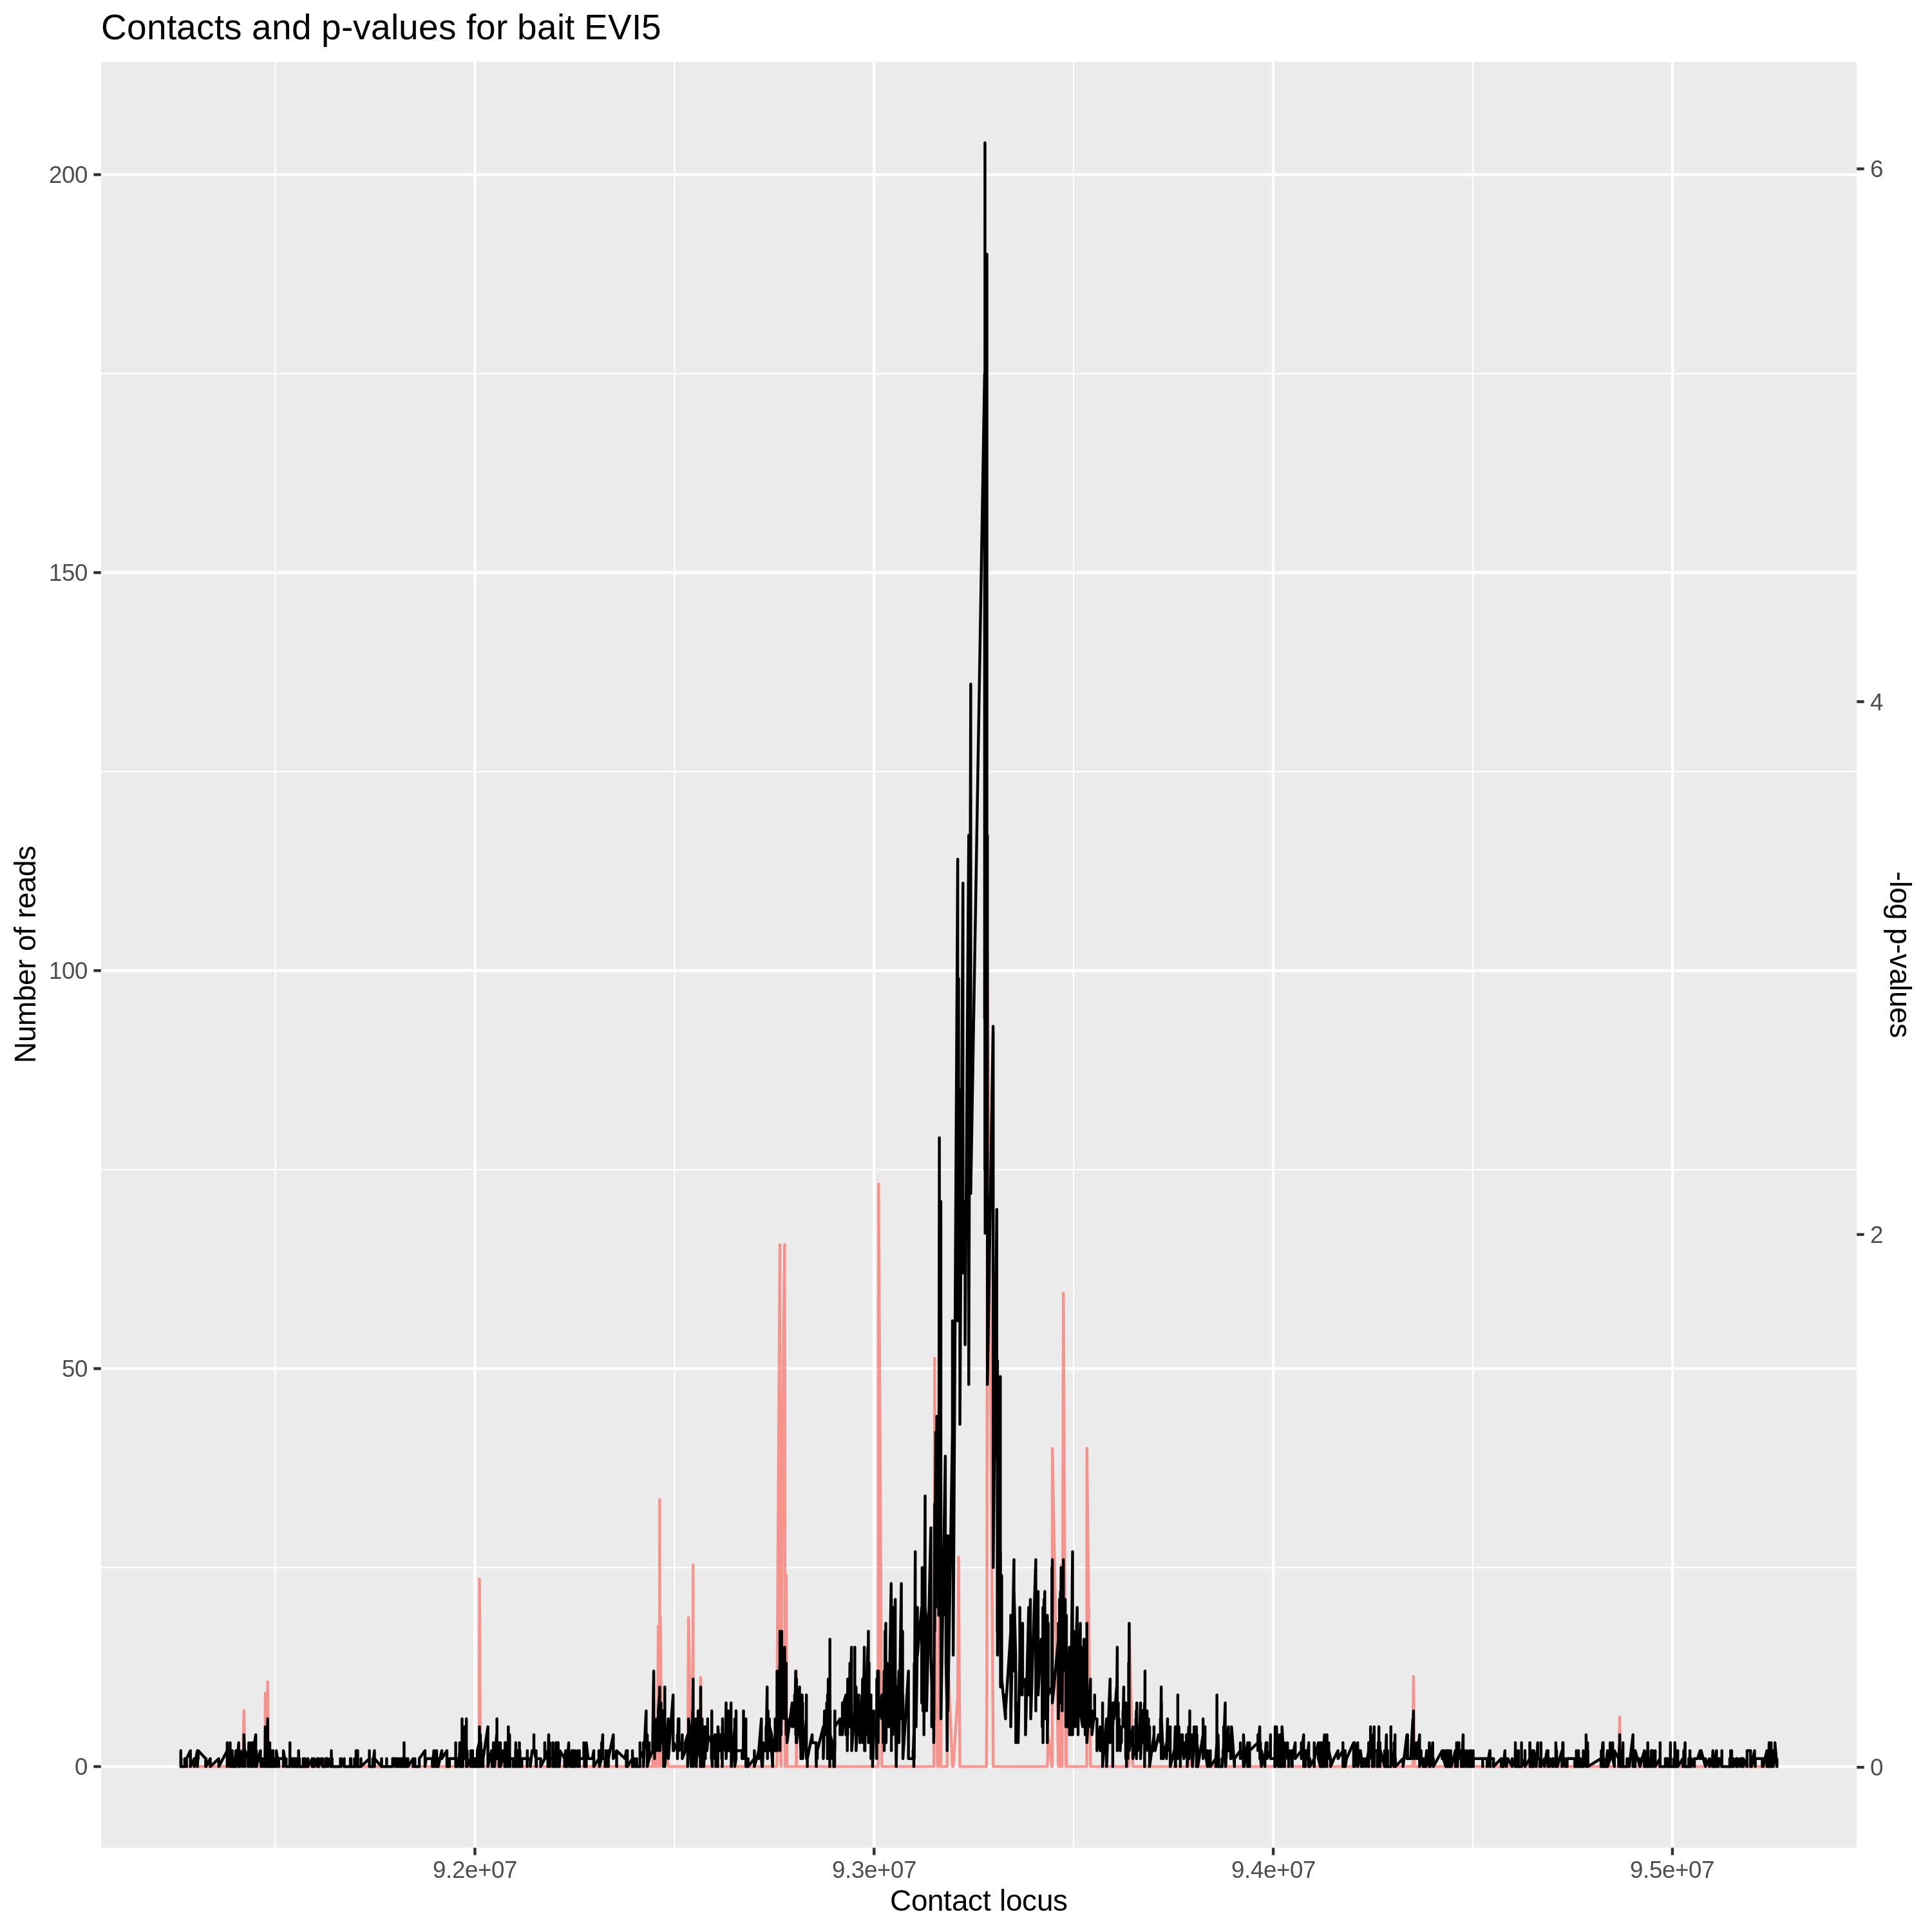 Contacts and p-values for bait EVI5
200
150
100
50
0
6
4
2
0
Number of reads
-log p-values
9.2e+07
9.3e+07
9.4e+07
9.5e+07
Contact locus